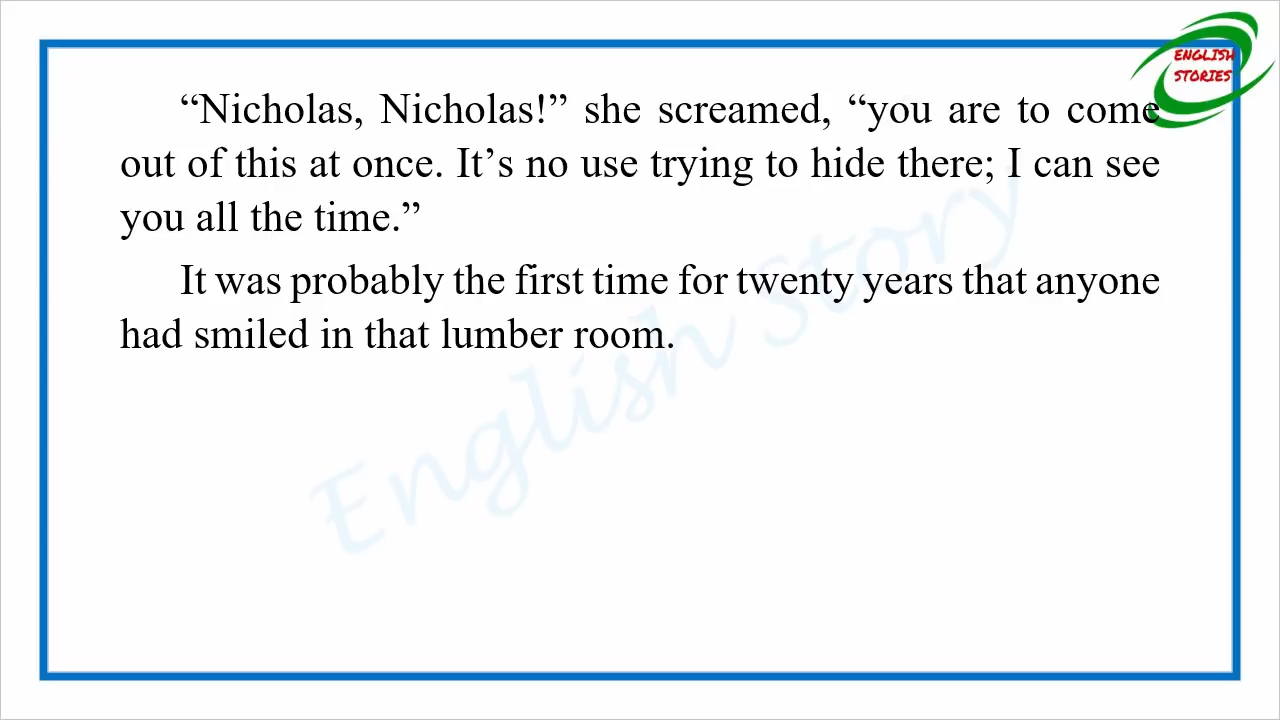 ENGLISH
STORIES
“Nicholas, Nicholas!” she screamed, “you are to come
out of this at once. It’s no use trying to hide there; I can see
you all the time.”
It was probably the first time for twenty years that anyone
had smiled in that lumber room.
English Story